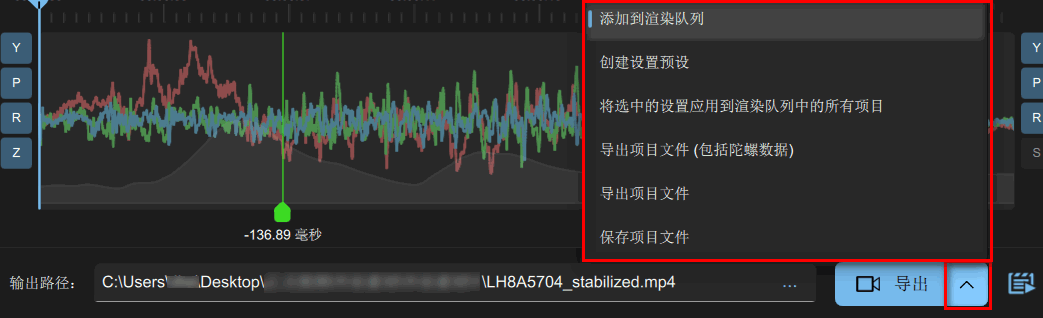 添加到渲染队列
创建设置预设
将选中的设置应用到渲染队列中的所有项目
导出项目文件 (包括陀螺数据)
导出项目文件
保存项目文件
Y
P
R
Z
Y
P
R
S
-136.89 毫秒
输出路径： C:\Users\ \Desktop\ \LH8A5704_stabilized.mp4 ... 导出